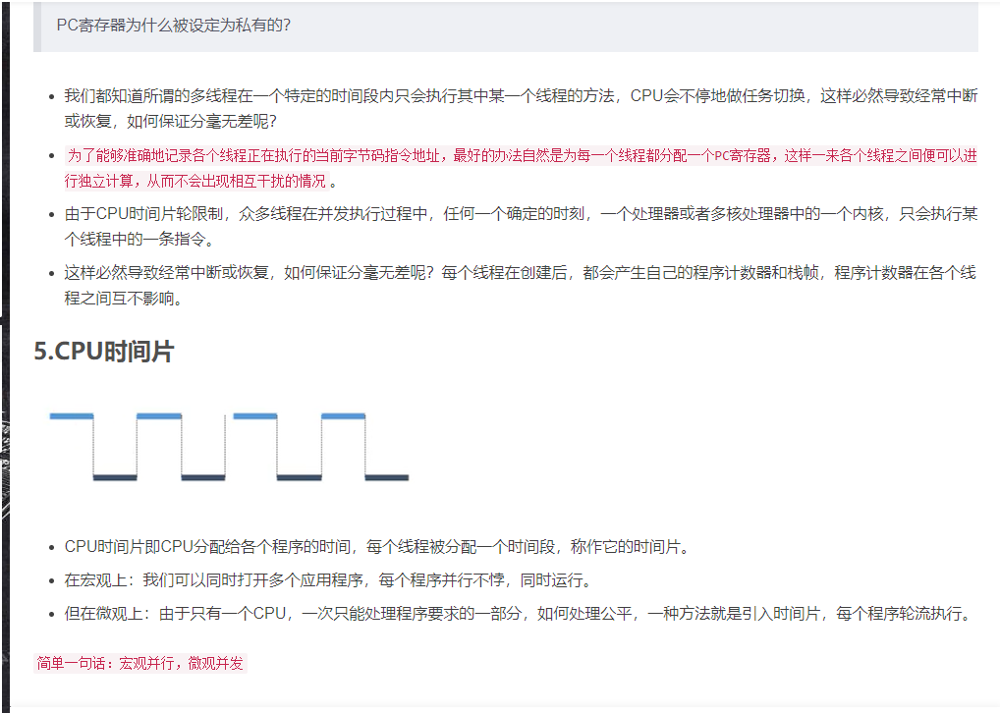 PC寄存器为什么被设定为私有的？
我们都知道所谓的多线程在一个特定的时间段内只会执行其中某一个线程的方法，CPU会不停地做任务切换，这样必然导致经常中断
或恢复，如何保证分毫无差呢？
为了能够准确地记录各个线程正在执行的当前字节码指令地址，最好的办法自然是为每一个线程都分配一个PC寄存器，这样一来各个线程之间便可以进
行独立计算，从而不会出现相互干扰的情况。
由于CPU时间片轮限制，众多线程在并发执行过程中，任何一个确定的时刻，一个处理器或者多核处理器中的一个内核，只会执行某
个线程中的一条指令。
这样必然导致经常中断或恢复，如何保证分毫无差呢？每个线程在创建后，都会产生自己的程序计数器和栈帧，程序计数器在各个线
程之间互不影响。
5.CPU时间片
CPU时间片即CPU分配给各个程序的时间，每个线程被分配一个时间段，称作它的时间片。
在宏观上：我们可以同时打开多个应用程序，每个程序并行不悖，同时运行。
但在微观上：由于只有一个CPU，一次只能处理程序要求的一部分，如何处理公平，一种方法就是引入时间片，每个程序轮流执行。
简单一句话：宏观并行，微观并发